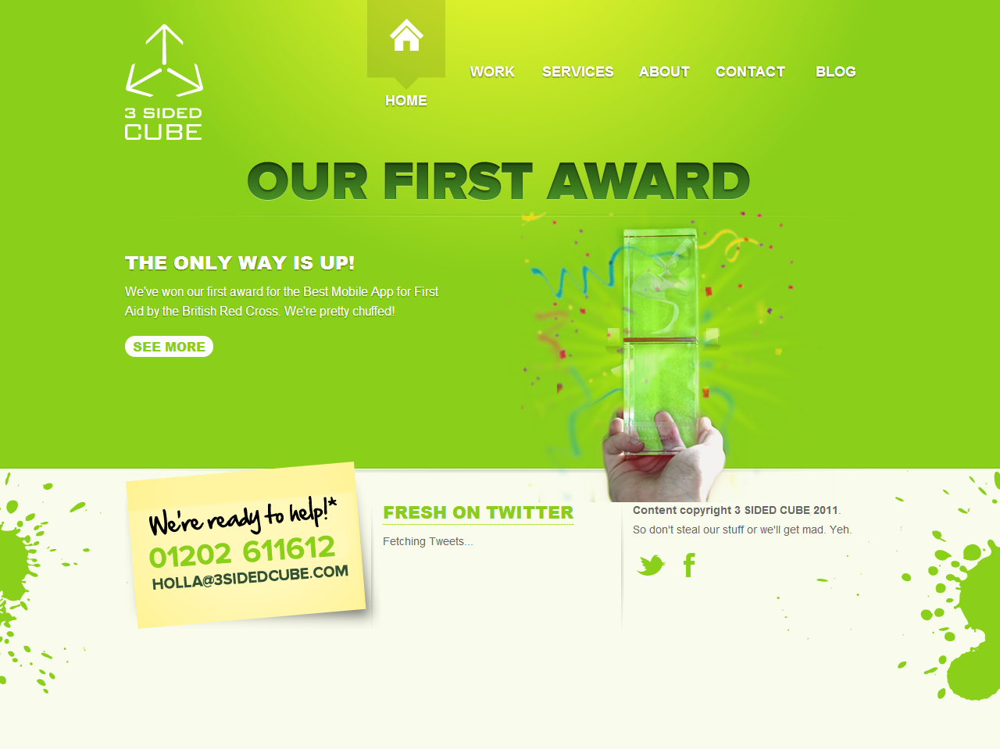 3 SIDED
CUBE
HOME
WORK
SERVICES
ABOUT
CONTACT
BLOG
OUR FIRST AWARD
THE ONLY WAY IS UP!
We've won our first award for the Best Mobile App for First
Aid by the British Red Cross. We're pretty chuffed!
SEE MORE
We're ready to help!*
01202 611612
HOLLA@3SIDEDCUBE.COM
FRESH ON TWITTER
Fetching Tweets...
Content copyright 3 SIDED CUBE 2011.
So don't steal our stuff or we'll get mad. Yeh.